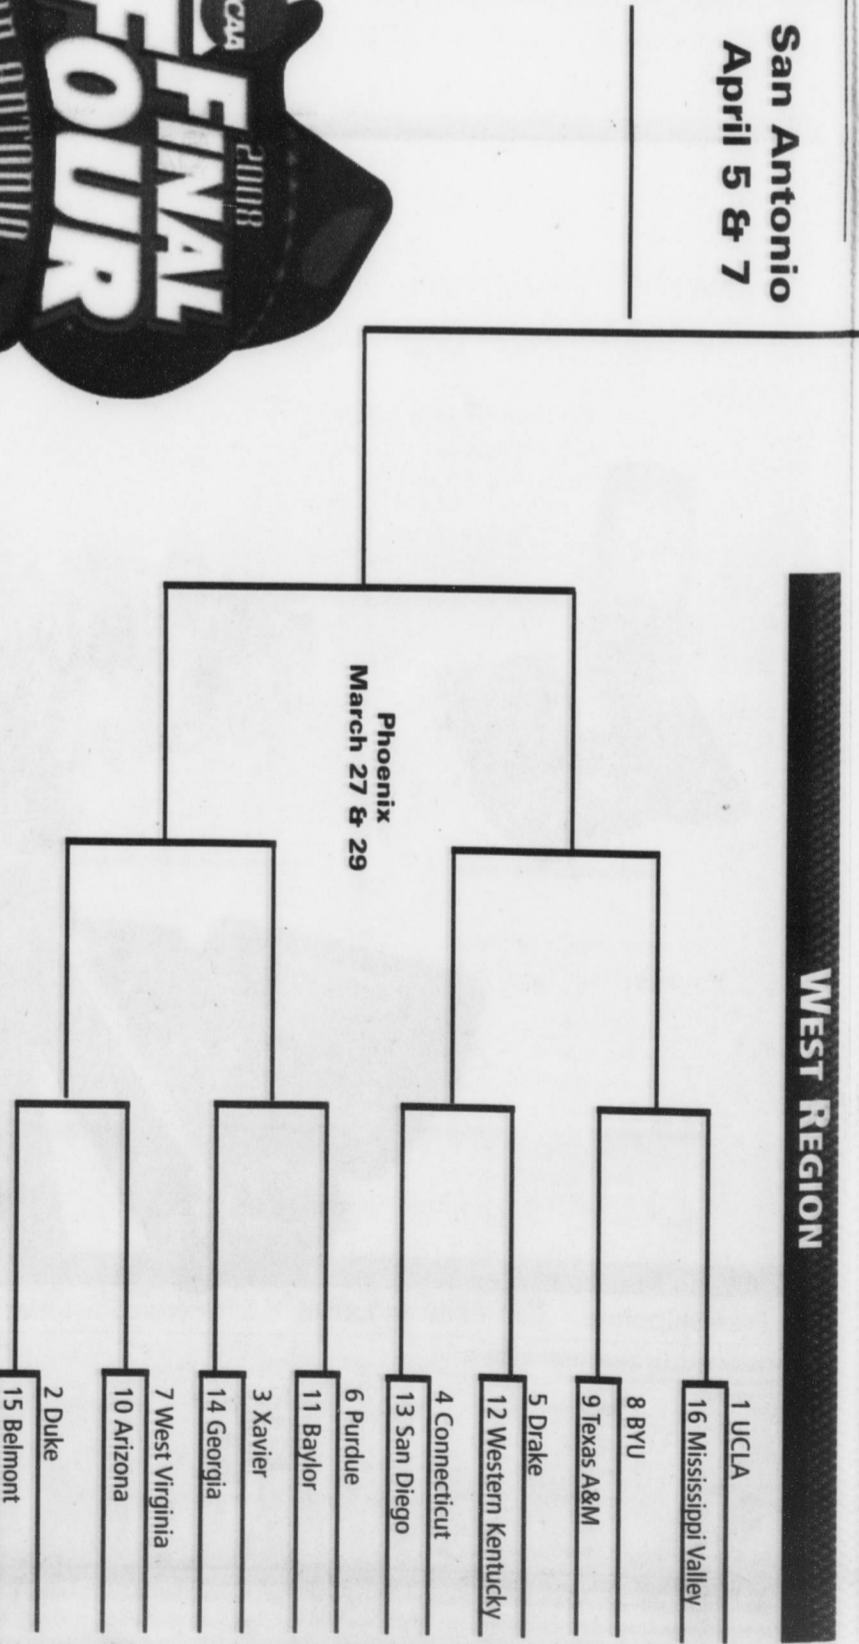 San Antonio
April 5 & 7
WEST REGION
1 UCLA
16 Mississippi Valley
8 BYU
9 Texas A&M
5 Drake
12 Western Kentucky
4 Connecticut
13 San Diego
6 Purdue
11 Baylor
3 Xavier
14 Georgia
7 West Virginia
10 Arizona
2 Duke
15 Belmont
Phoenix
March 27 & 29
2008
FINAL
FOUR